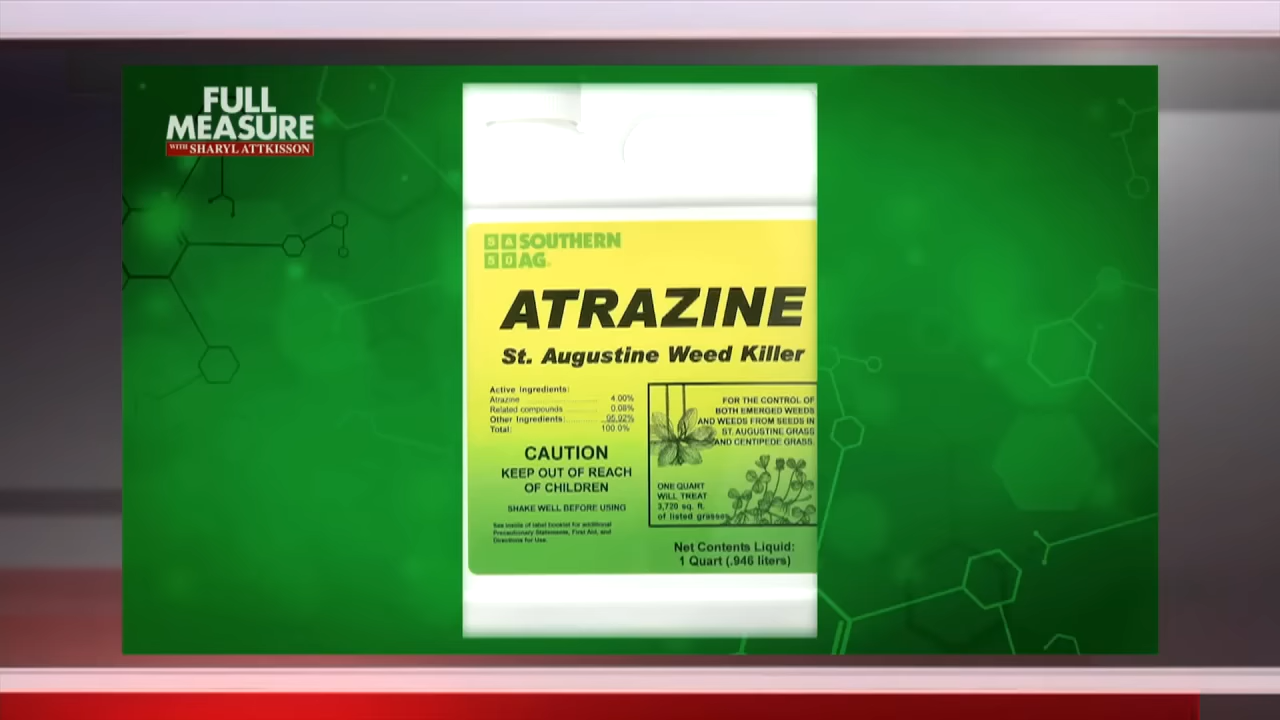 FULL
MEASURE
WITH SHARYL ATTKISSON
SA SOUTHERN
SO AG®
ATRAZINE
St. Augustine Weed Killer
Active Ingredients:
Atrazine 4.00%
Related compounds 0.08%
Other Ingredients: 95.92%
Total: 100.0%
CAUTION
KEEP OUT OF REACH
OF CHILDREN
SHAKE WELL BEFORE USING
See inside of label booklet for additional
Precautionary Statements, First Aid, and
Directions for Use.
FOR THE CONTROL OF
BOTH EMERGED WEEDS
AND WEEDS FROM SEEDS IN
ST. AUGUSTINE GRASS
AND CENTIPEDE GRASS.
ONE QUART
WILL TREAT
3,720 sq. ft.
of listed grasses
Net Contents Liquid:
1 Quart (.946 liters)